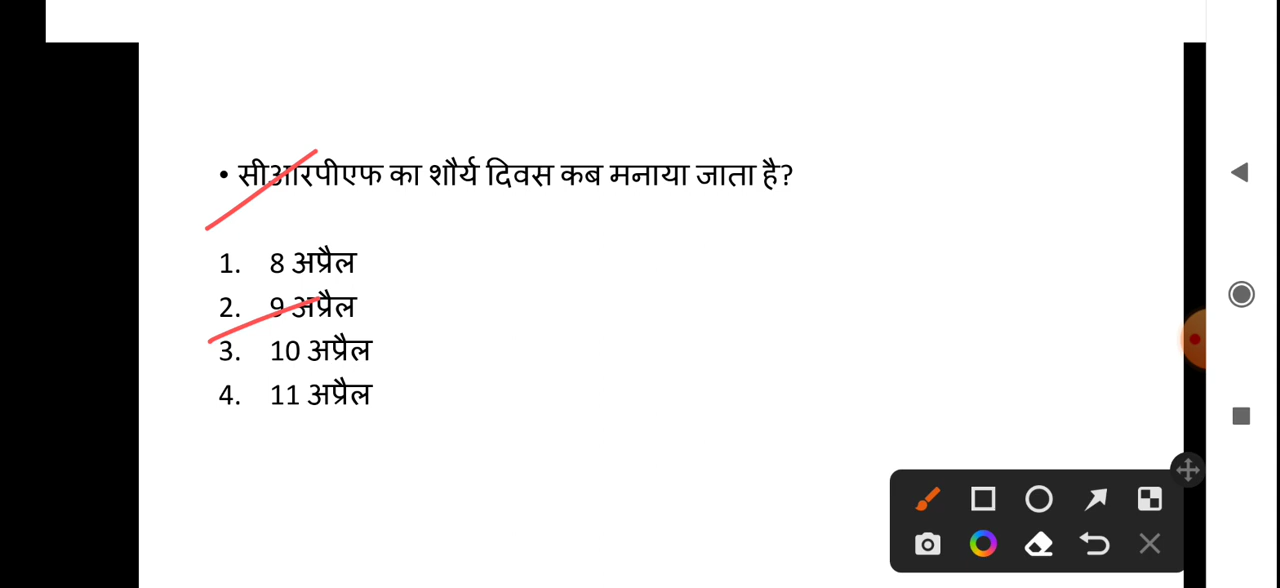 • सीआरपीएफ का शौर्य दिवस कब मनाया जाता है?
1. 8 अप्रैल
2. 9 अप्रैल
3. 10 अप्रैल
4. 11 अप्रैल